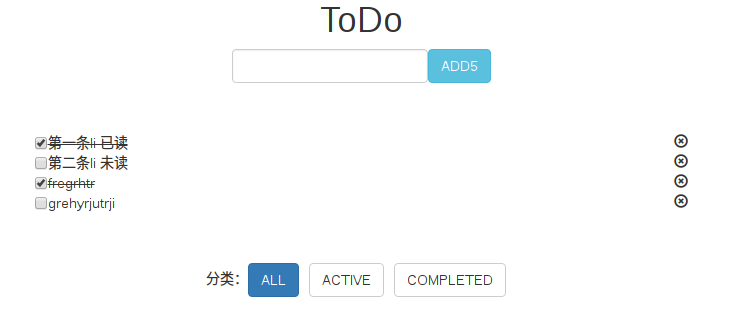 ToDo
ADD5
第一条li 已读
第二条li 未读
fregrhtr
grehyrjutrji
分类: ALL ACTIVE COMPLETED